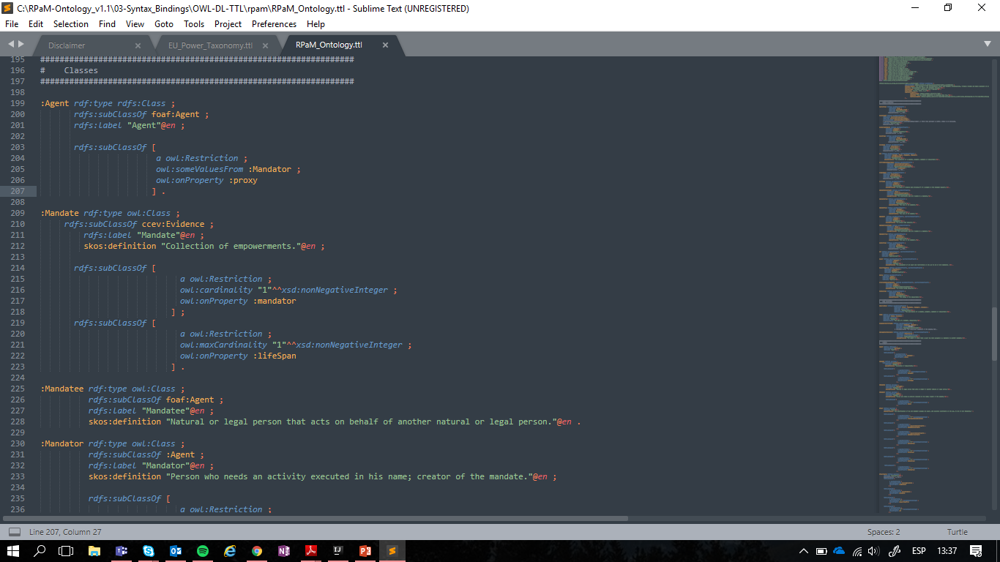 C:\RPaM-Ontology_v1.1\03-Syntax_Bindings\OWL-DL-TTL\rpam\RPaM_Ontology.ttl - Sublime Text (UNREGISTERED)
File Edit Selection Find View Goto Tools Project Preferences Help
Disclaimer EU_Power_Taxonomy.ttl RPaM_Ontology.ttl
195 #################################################################
196 # Classes
197 #################################################################
198
199 :Agent rdf:type rdfs:Class ;
200 rdfs:subClassOf foaf:Agent ;
201 rdfs:label "Agent"@en ;
202
203 rdfs:subClassOf [
204 a owl:Restriction ;
205 owl:someValuesFrom :Mandator ;
206 owl:onProperty :proxy
207 ] .
208
209 :Mandate rdf:type owl:Class ;
210 rdfs:subClassOf ccev:Evidence ;
211 rdfs:label "Mandate"@en ;
212 skos:definition "Collection of empowerments."@en ;
213
214 rdfs:subClassOf [
215 a owl:Restriction ;
216 owl:cardinality "1"^^xsd:nonNegativeInteger ;
217 owl:onProperty :mandator
218 ] ;
219 rdfs:subClassOf [
220 a owl:Restriction ;
221 owl:maxCardinality "1"^^xsd:nonNegativeInteger ;
222 owl:onProperty :lifeSpan
223 ] .
224
225 :Mandatee rdf:type owl:Class ;
226 rdfs:subClassOf foaf:Agent ;
227 rdfs:label "Mandatee"@en ;
228 skos:definition "Natural or legal person that acts on behalf of another natural or legal person."@en .
229
230 :Mandator rdf:type owl:Class ;
231 rdfs:subClassOf :Agent ;
232 rdfs:label "Mandator"@en ;
233 skos:definition "Person who needs an activity executed in his name; creator of the mandate."@en ;
234
235 rdfs:subClassOf [
236 a owl:Restriction ;
Line 207, Column 27 Spaces: 2 Turtle
ESP 13:37